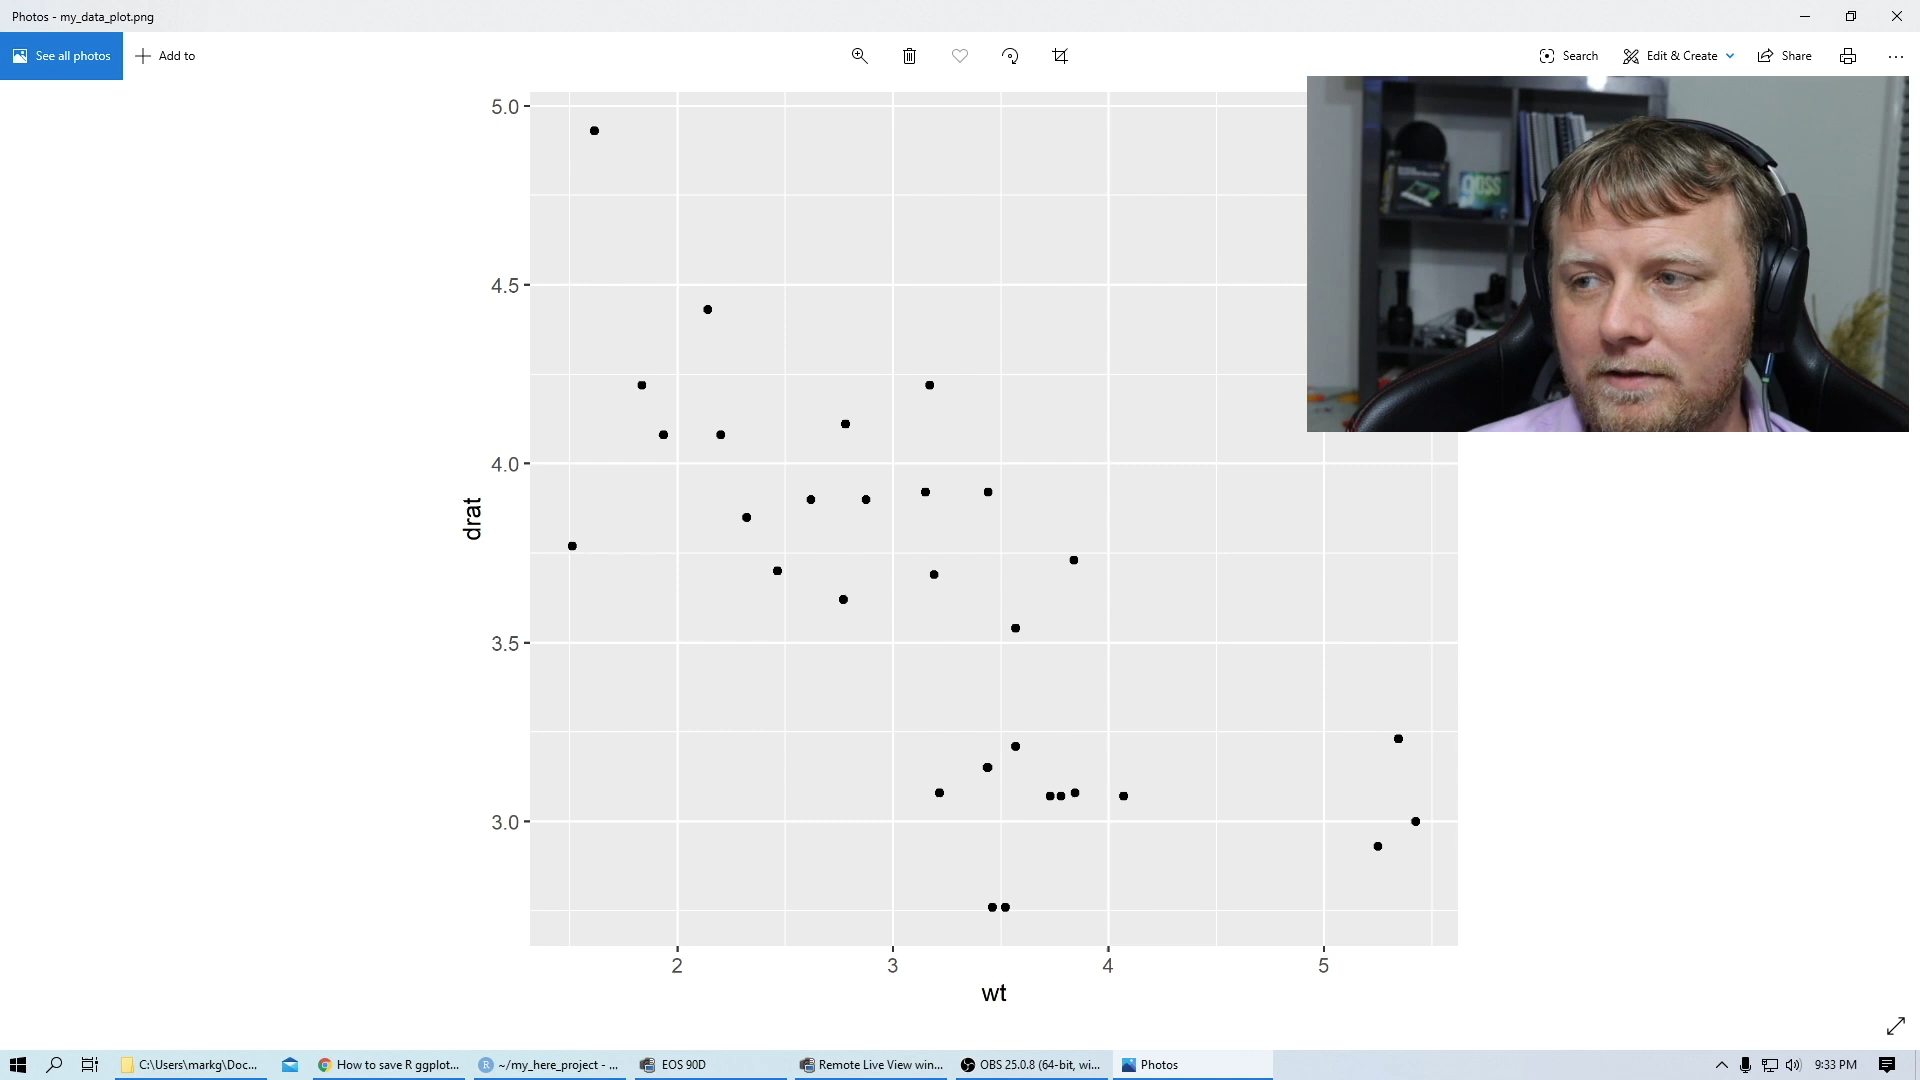 Photos - my_data_plot.png
See all photos
Add to
Search
Edit & Create
Share
5.0
4.5
4.0
3.5
3.0
drat
2
3
4
5
wt
C:\Users\markg\Doc...
How to save R ggplot...
~/my_here_project - ...
EOS 90D
Remote Live View win...
OBS 25.0.8 (64-bit, wi...
Photos
9:33 PM